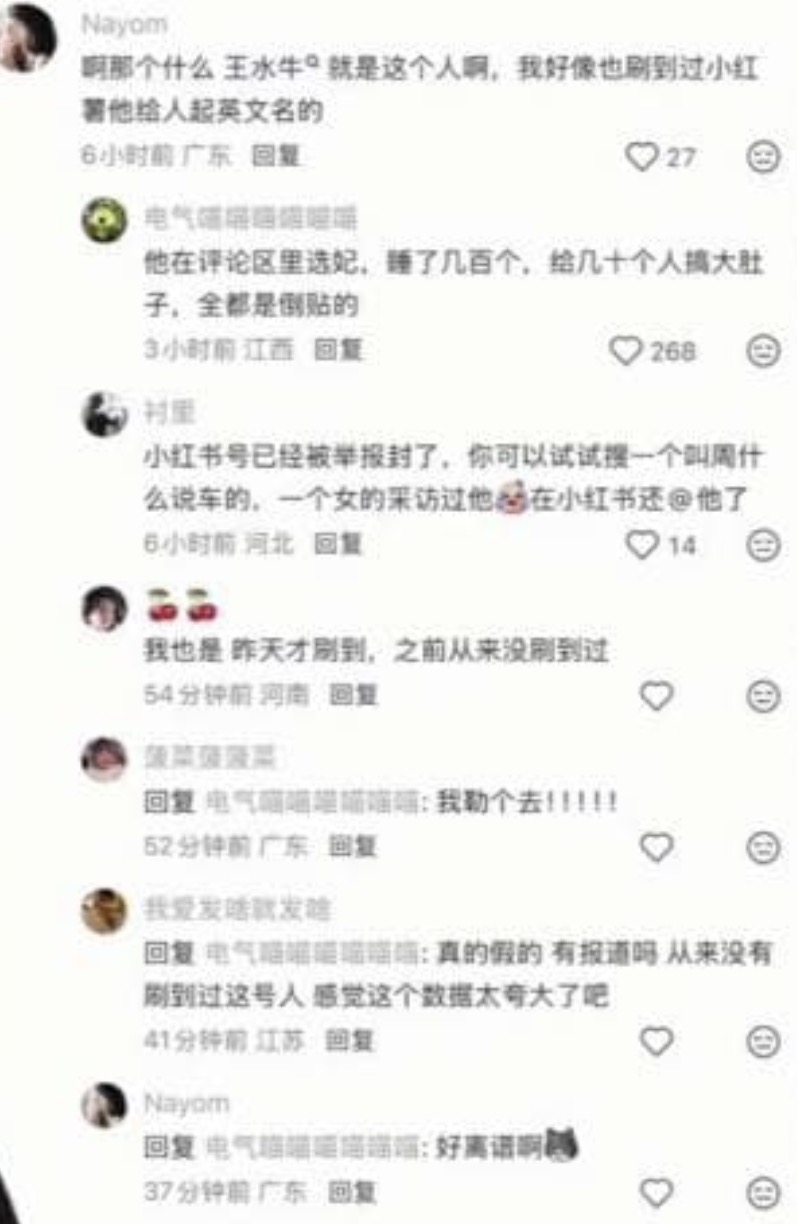 Nayom
啊那个什么 王水牛º 就是这个人啊，我好像也刷到过小红
薯他给人起英文名的
6小时前 广东 回复
27
电气喵喵喵喵喵喵
他在评论区里选妃，睡了几百个，给几十个人搞大肚
子，全都是倒贴的
3小时前 江西 回复
268
衬里
小红书号已经被举报封了，你可以试试搜一个叫周什
么说车的，一个女的采访过他在小红书还@他了
6小时前 河北 回复
14
🍒🍒
我也是 昨天才刷到，之前从来没刷到过
54分钟前 河南 回复
菠菜菠菠菜
回复 电气喵喵喵喵喵喵: 我勒个去!!!!!
52分钟前 广东 回复
我爱发啥就发啥
回复 电气喵喵喵喵喵喵: 真的假的 有报道吗 从来没有
刷到过这号人 感觉这个数据太夸大了吧
41分钟前 江苏 回复
Nayom
回复 电气喵喵喵喵喵喵: 好离谱啊
37分钟前 广东 回复